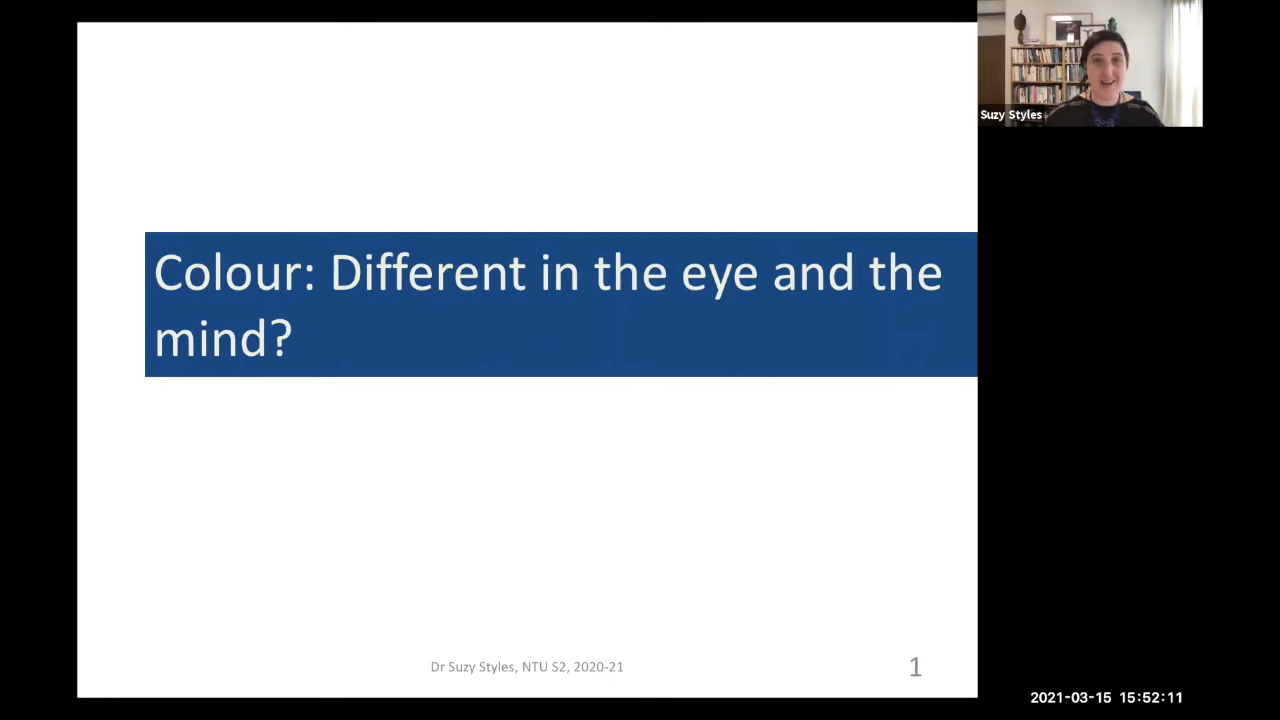 Suzy Styles
Colour: Different in the eye and the
mind?
Dr Suzy Styles, NTU S2, 2020-21
1
2021-03-15 15:52:11